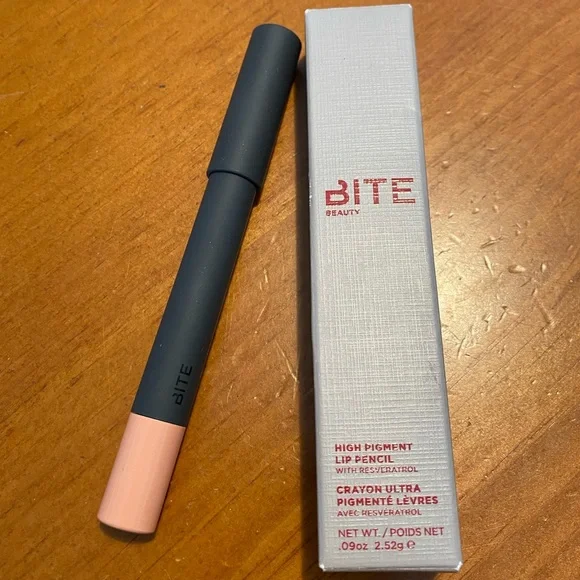 BITE
BITE
BEAUTY
HIGH PIGMENT
LIP PENCIL
WITH RESVERATROL
CRAYON ULTRA
PIGMENTÉ LÈVRES
AVEC RESVERATROL
NET WT. / POIDS NET
.09oz 2.52g ℮